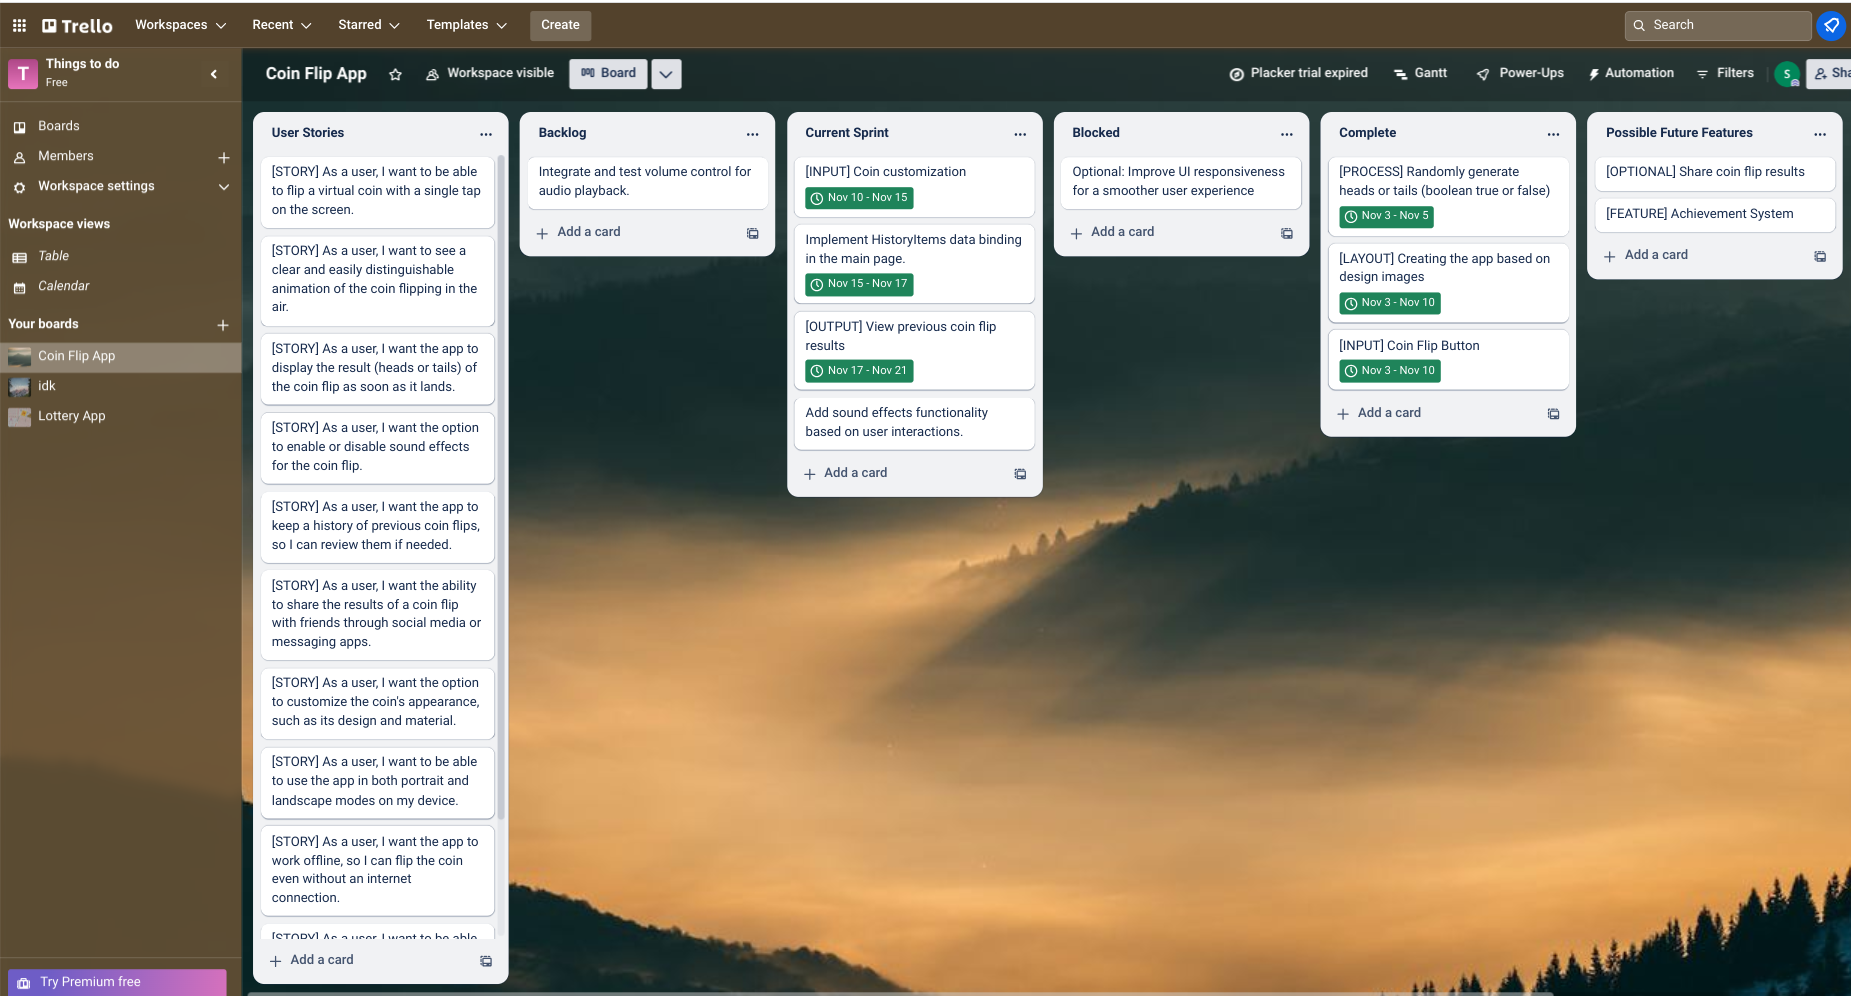 Trello
Workspaces
Recent
Starred
Templates
Create
Search
T
Things to do
Free
Boards
Members
Workspace settings
Workspace views
Table
Calendar
Your boards
Coin Flip App
idk
Lottery App
Try Premium free
Coin Flip App
Workspace visible
Board
Placker trial expired
Gantt
Power-Ups
Automation
Filters
S
Sha
User Stories
[STORY] As a user, I want to be able
to flip a virtual coin with a single tap
on the screen.
[STORY] As a user, I want to see a
clear and easily distinguishable
animation of the coin flipping in the
air.
[STORY] As a user, I want the app to
display the result (heads or tails) of
the coin flip as soon as it lands.
[STORY] As a user, I want the option
to enable or disable sound effects
for the coin flip.
[STORY] As a user, I want the app to
keep a history of previous coin flips,
so I can review them if needed.
[STORY] As a user, I want the ability
to share the results of a coin flip
with friends through social media or
messaging apps.
[STORY] As a user, I want the option
to customize the coin's appearance,
such as its design and material.
[STORY] As a user, I want to be able
to use the app in both portrait and
landscape modes on my device.
[STORY] As a user, I want the app to
work offline, so I can flip the coin
even without an internet
connection.
[STORY] As a user, I want to be able
Add a card
Backlog
Integrate and test volume control for
audio playback.
Add a card
Current Sprint
[INPUT] Coin customization
Nov 10 - Nov 15
Implement HistoryItems data binding
in the main page.
Nov 15 - Nov 17
[OUTPUT] View previous coin flip
results
Nov 17 - Nov 21
Add sound effects functionality
based on user interactions.
Add a card
Blocked
Optional: Improve UI responsiveness
for a smoother user experience
Add a card
Complete
[PROCESS] Randomly generate
heads or tails (boolean true or false)
Nov 3 - Nov 5
[LAYOUT] Creating the app based on
design images
Nov 3 - Nov 10
[INPUT] Coin Flip Button
Nov 3 - Nov 10
Add a card
Possible Future Features
[OPTIONAL] Share coin flip results
[FEATURE] Achievement System
Add a card